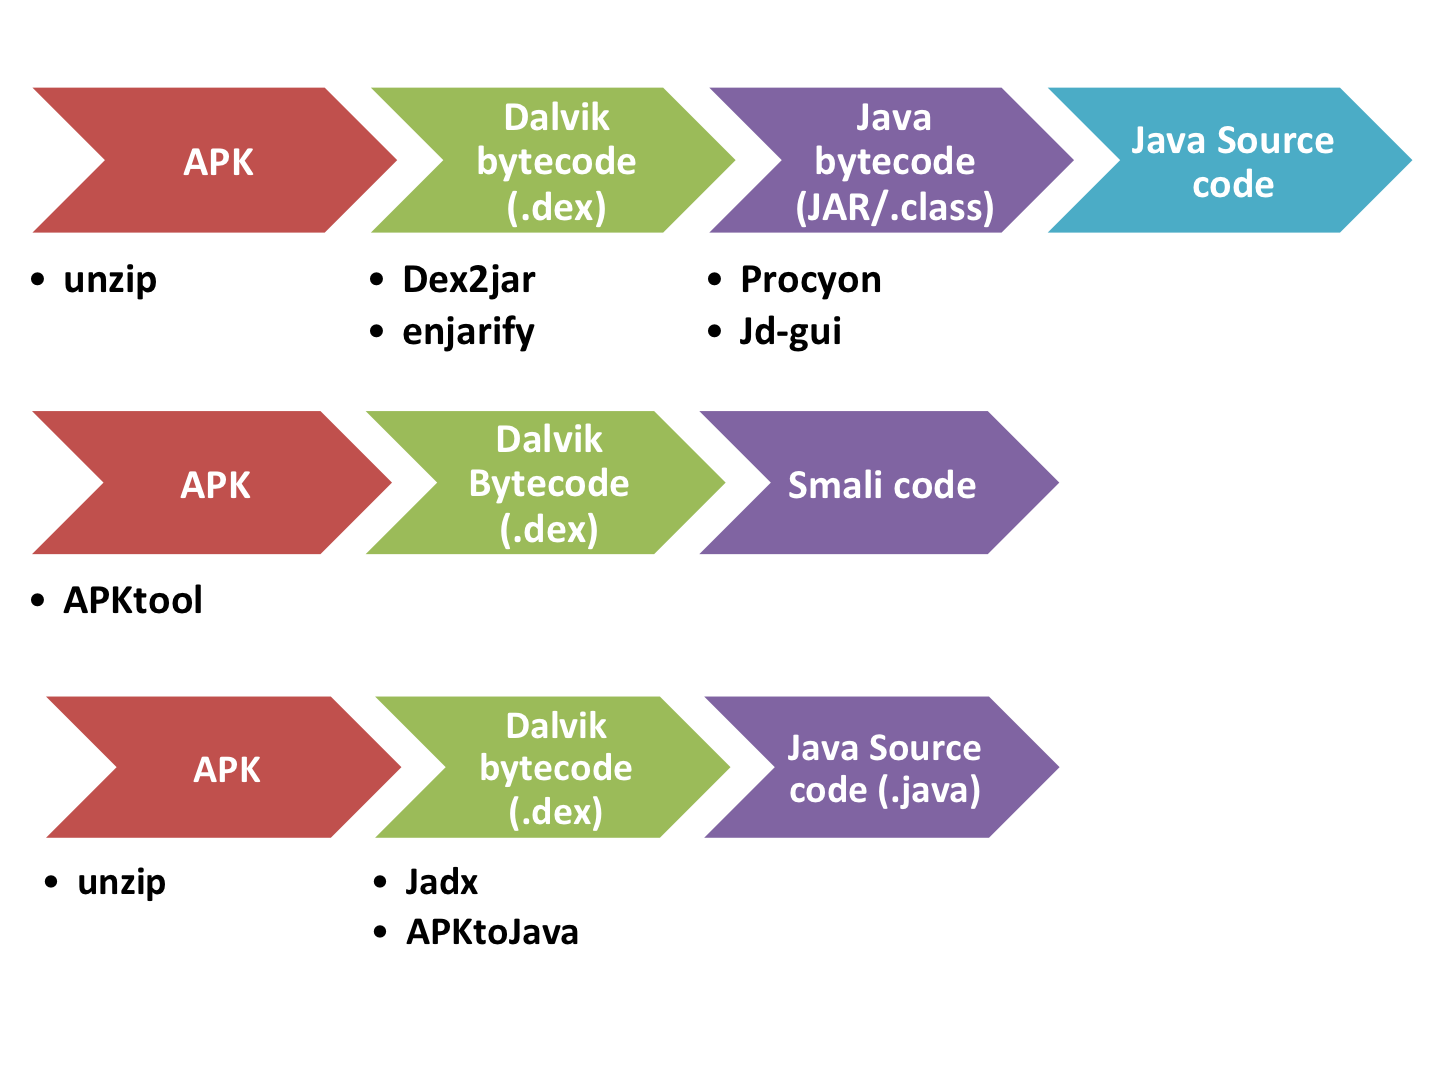 APK
Dalvik
bytecode
(.dex)
Java
bytecode
(JAR/.class)
Java Source
code
• unzip
• Dex2jar
• enjarify
• Procyon
• Jd-gui
APK
Dalvik
Bytecode
(.dex)
Smali code
• APKtool
APK
Dalvik
bytecode
(.dex)
Java Source
code (.java)
• unzip
• Jadx
• APKtoJava